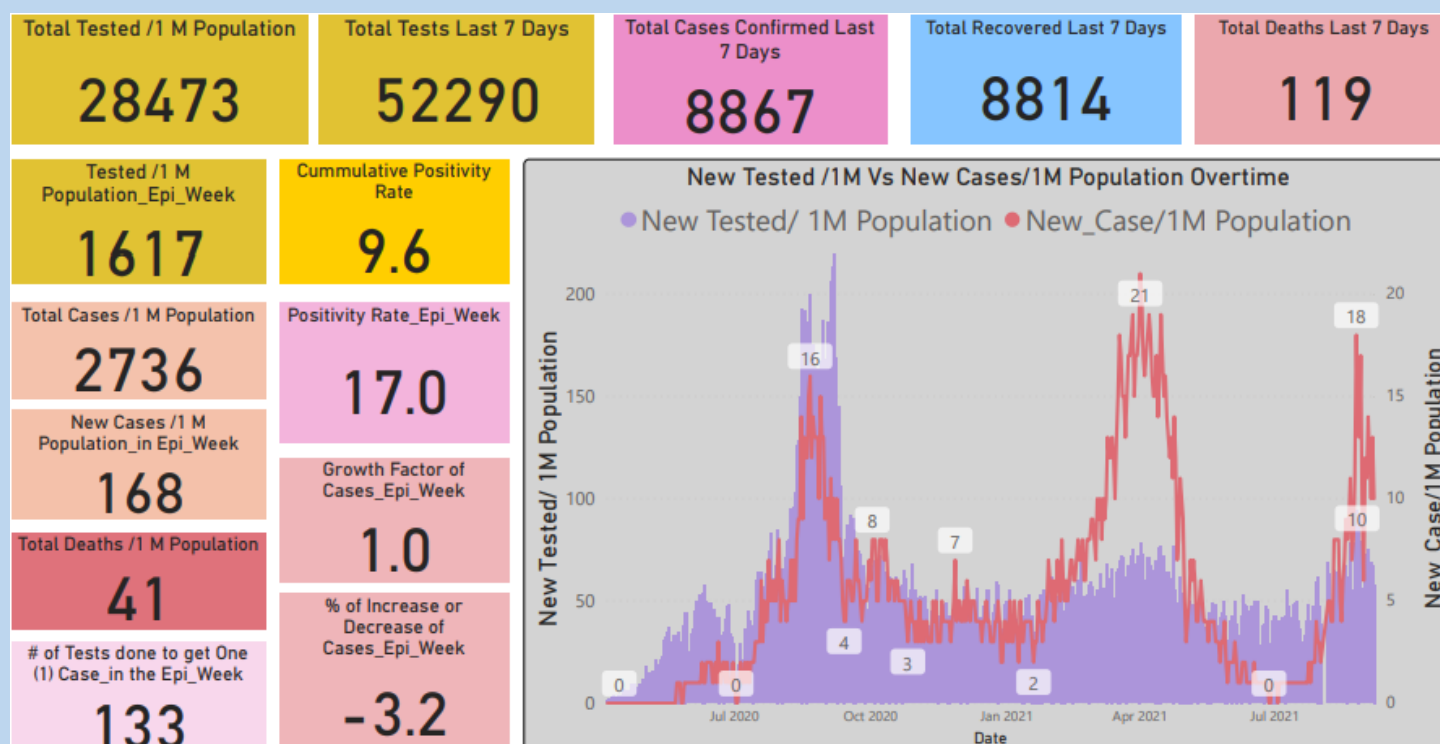 Total Tested /1 M Population
28473
Total Tests Last 7 Days
52290
Total Cases Confirmed Last
7 Days
8867
Total Recovered Last 7 Days
8814
Total Deaths Last 7 Days
119
Tested /1 M
Population_Epi_Week
1617
Cummulative Positivity
Rate
9.6
Total Cases /1 M Population
2736
Positivity Rate_Epi_Week
17.0
New Cases /1 M
Population_in Epi_Week
168
Growth Factor of
Cases_Epi_Week
1.0
Total Deaths /1 M Population
41
% of Increase or
Decrease of
Cases_Epi_Week
-3.2
# of Tests done to get One
(1) Case_in the Epi_Week
133
New Tested /1M Vs New Cases/1M Population Overtime
New Tested/ 1M Population
New_Case/1M Population
New Tested/ 1M Population
200
150
100
50
0
16
21
18
8
7
10
4
3
2
0
0
0
20
15
10
5
0
New_Case/1M Population
Jul 2020
Oct 2020
Jan 2021
Apr 2021
Jul 2021
Date